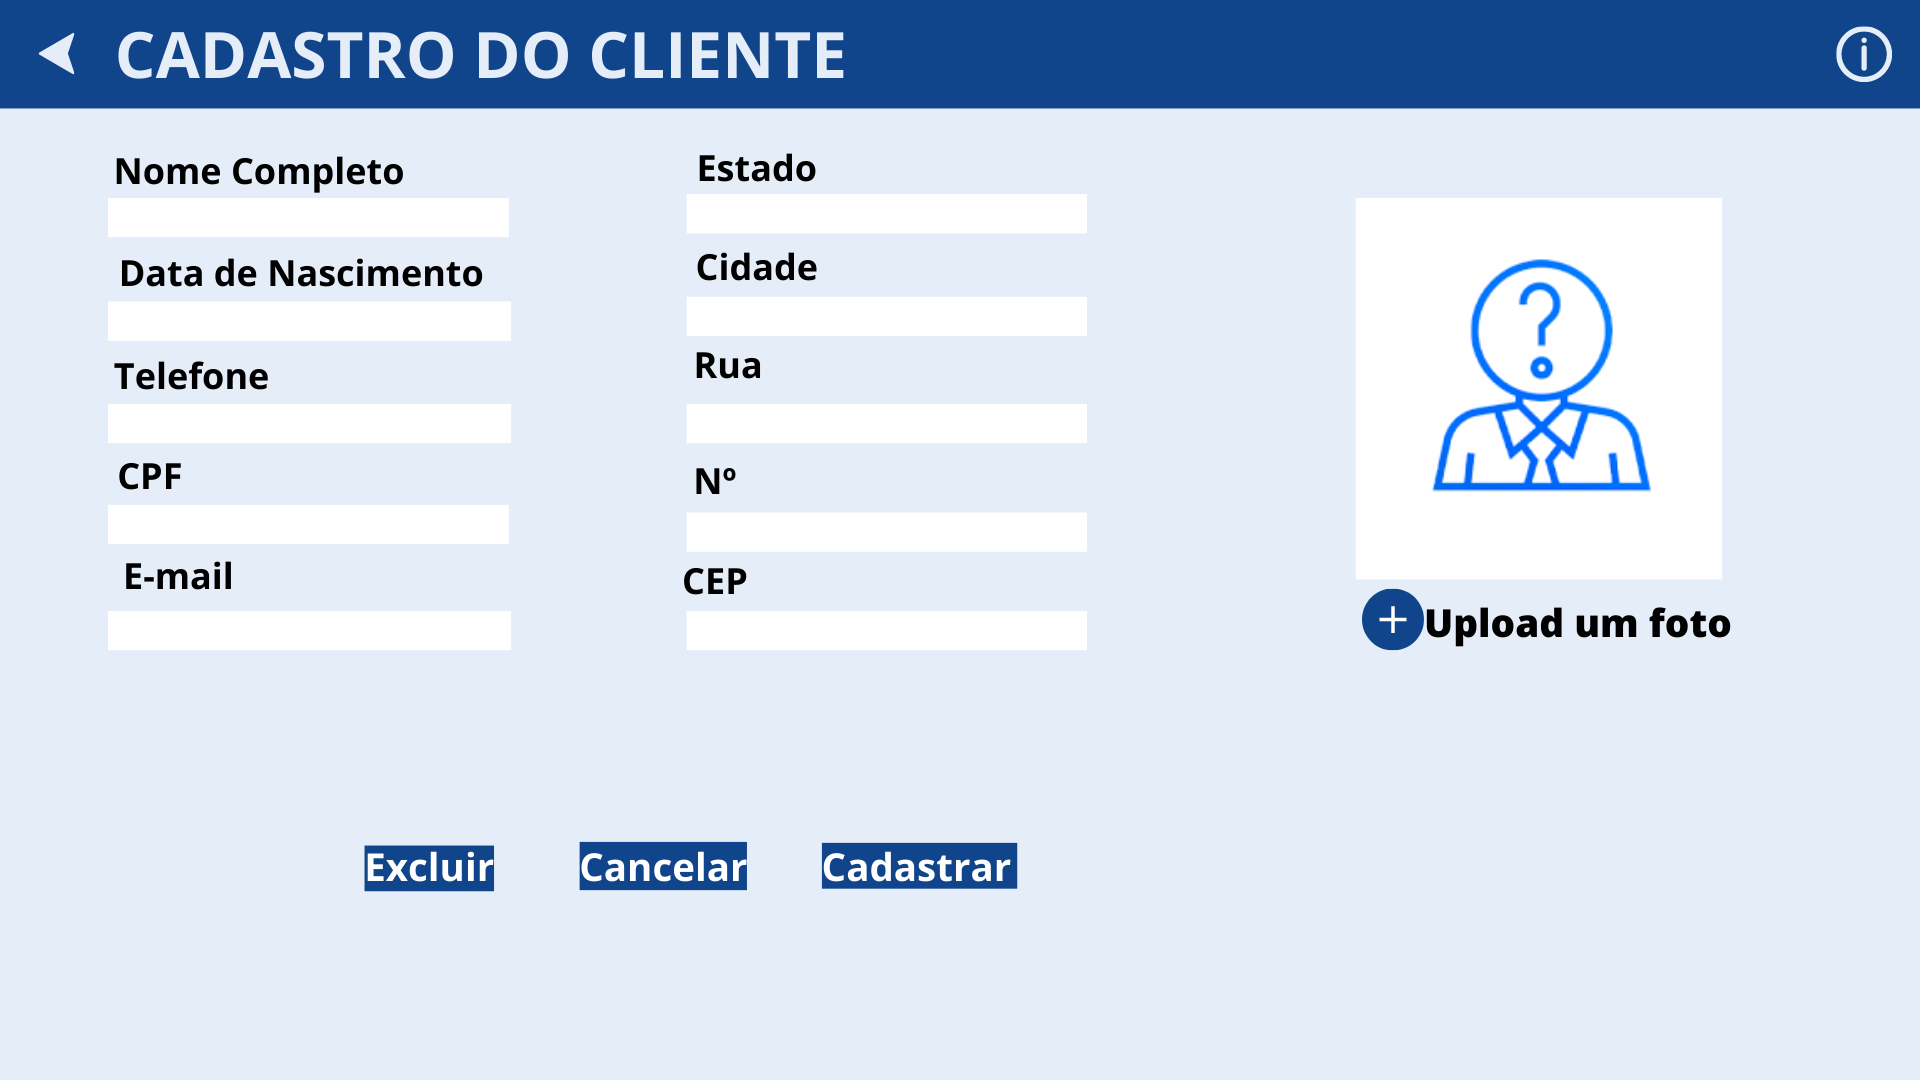 CADASTRO DO CLIENTE
Nome Completo
Data de Nascimento
Telefone
CPF
E-mail
Estado
Cidade
Rua
Nº
CEP
Upload um foto
Excluir
Cancelar
Cadastrar